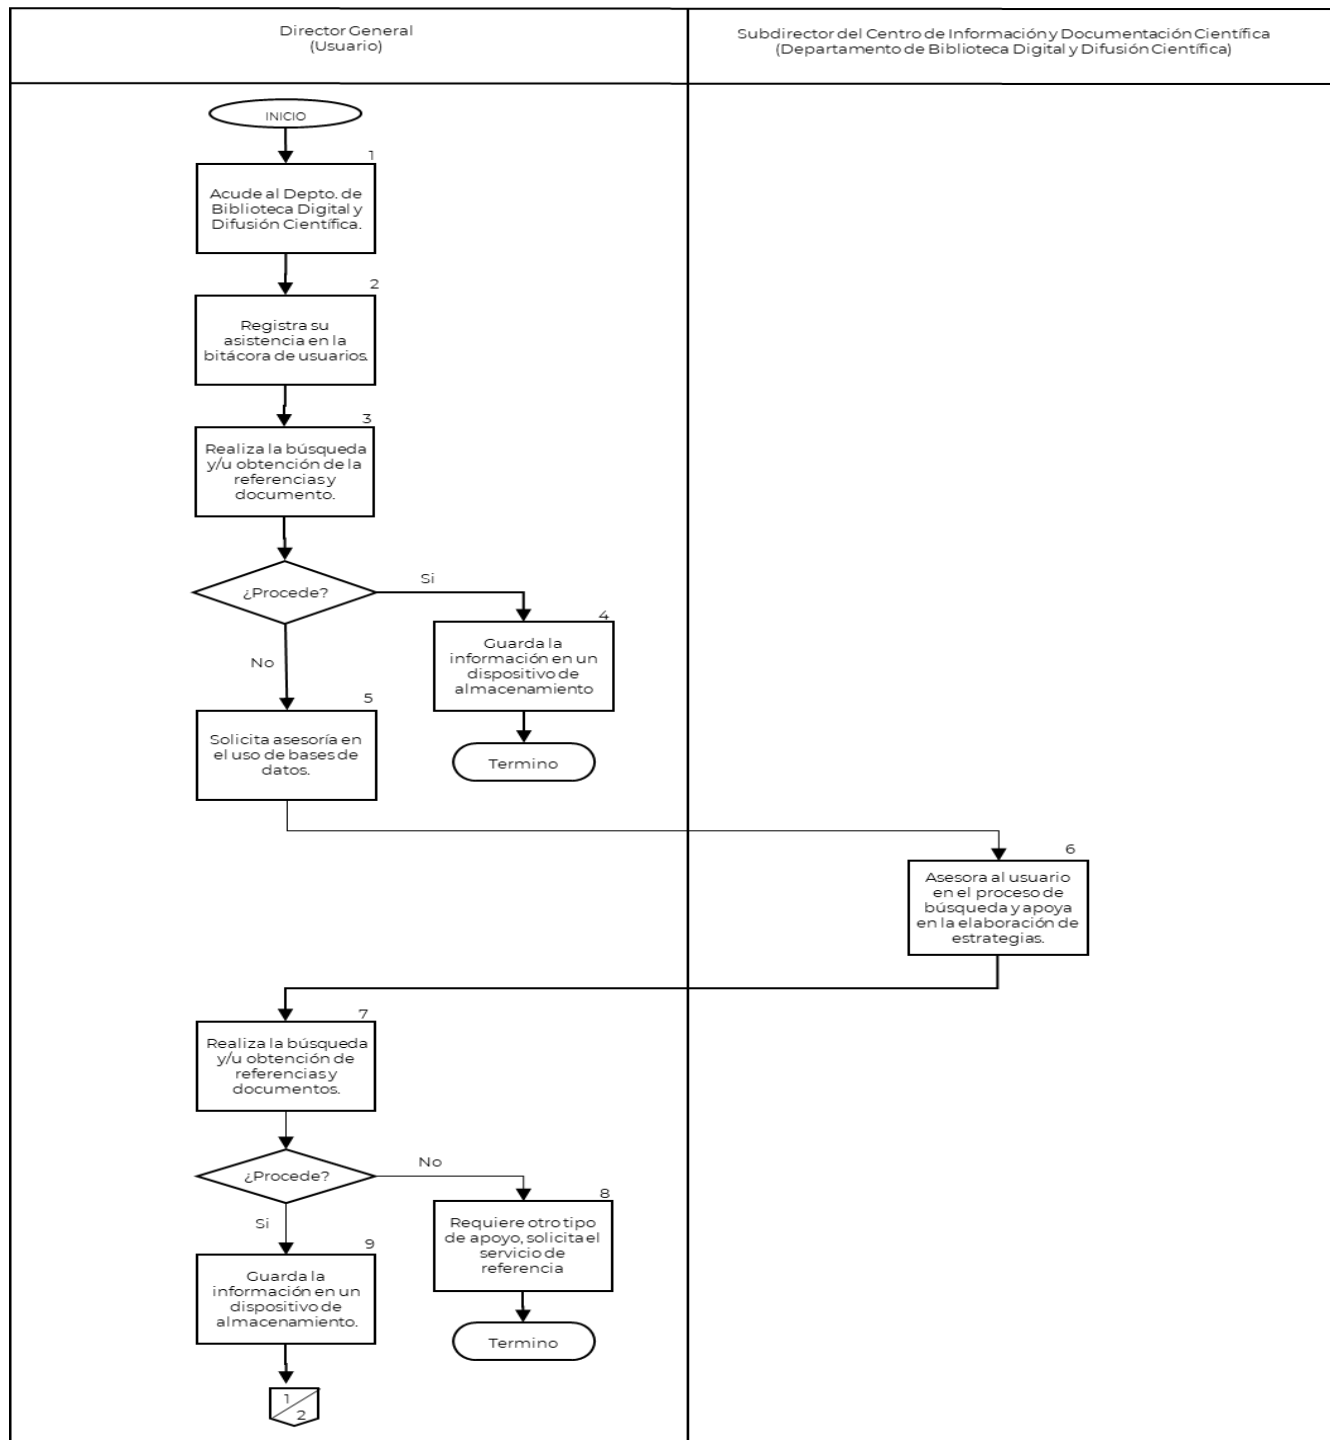 Director General
(Usuario)
Subdirector del Centro de Información y Documentación Científica
(Departamento de Biblioteca Digital y Difusión Científica)
INICIO
1
Acude al Depto. de
Biblioteca Digital y
Difusión Científica.
2
Registra su
asistencia en la
bitácora de usuarios.
3
Realiza la búsqueda
y/u obtención de la
referencias y
documento.
¿Procede?
Si
No
4
Guarda la
información en un
dispositivo de
almacenamiento
Termino
5
Solicita asesoría en
el uso de bases de
datos.
6
Asesora al usuario
en el proceso de
búsqueda y apoya
en la elaboración de
estrategias.
7
Realiza la búsqueda
y/u obtención de
referencias y
documentos.
¿Procede?
No
Si
8
Requiere otro tipo
de apoyo, solicita el
servicio de
referencia
Termino
9
Guarda la
información en un
dispositivo de
almacenamiento.
1
2